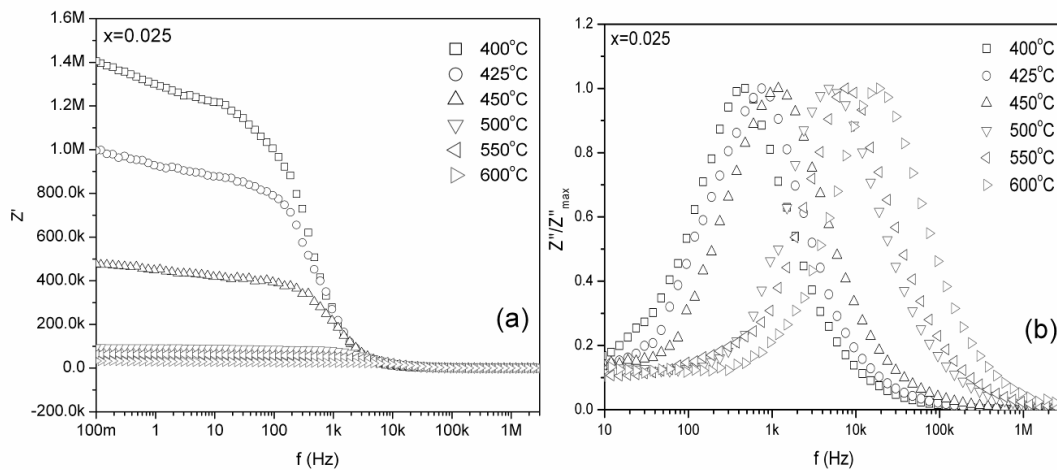 x=0.025
400°C
425°C
450°C
500°C
550°C
600°C
(a)
Z'
1.6M
1.4M
1.2M
1.0M
800.0k
600.0k
400.0k
200.0k
0.0
-200.0k
100m 1 10 100 1k 10k 100k 1M
f (Hz)
x=0.025
400°C
425°C
450°C
500°C
550°C
600°C
(b)
Z"/Z"max
1.2
1.0
0.8
0.6
0.4
0.2
0.0
10 100 1k 10k 100k 1M
f (Hz)